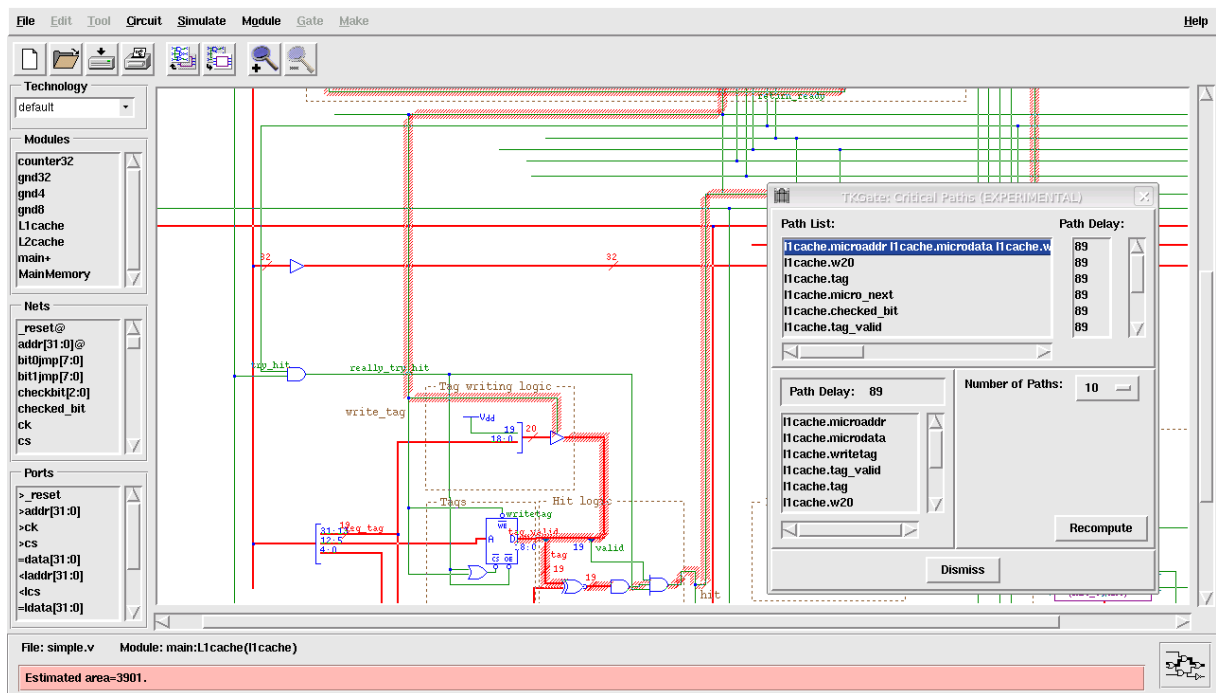 File Edit Tool Circuit Simulate Module Gate Make Help
Technology
default
Modules
counter32
gnd32
gnd4
gnd8
L1cache
L2cache
main+
MainMemory
Nets
_reset@
addr[31:0]@
bit0jmp[7:0]
bit1jmp[7:0]
checkbit[2:0]
checked_bit
ck
cs
Ports
>_reset
>addr[31:0]
>ck
>cs
=data[31:0]
<laddr[31:0]
<lcs
=ldata[31:0]
return_ready
32
32
try_hit
really_try_hit
write_tag
Tag writing logic
Vdd
19
18:0
20
Tags
Hit logic
writetag
WE
A
D
CS OE
tag_valid
18:0
19
valid
tag
19
19
hit
19
req_tag
12:5
4:0
TKGate: Critical Paths (EXPERIMENTAL)
Path List:
Path Delay:
l1cache.microaddr l1cache.microdata l1cache.w
89
l1cache.w20
89
l1cache.tag
89
l1cache.micro_next
89
l1cache.checked_bit
89
l1cache.tag_valid
89
Path Delay: 89
Number of Paths: 10
l1cache.microaddr
l1cache.microdata
l1cache.writetag
l1cache.tag_valid
l1cache.tag
l1cache.w20
Recompute
Dismiss
File: simple.v Module: main:L1cache(l1cache)
Estimated area=3901.